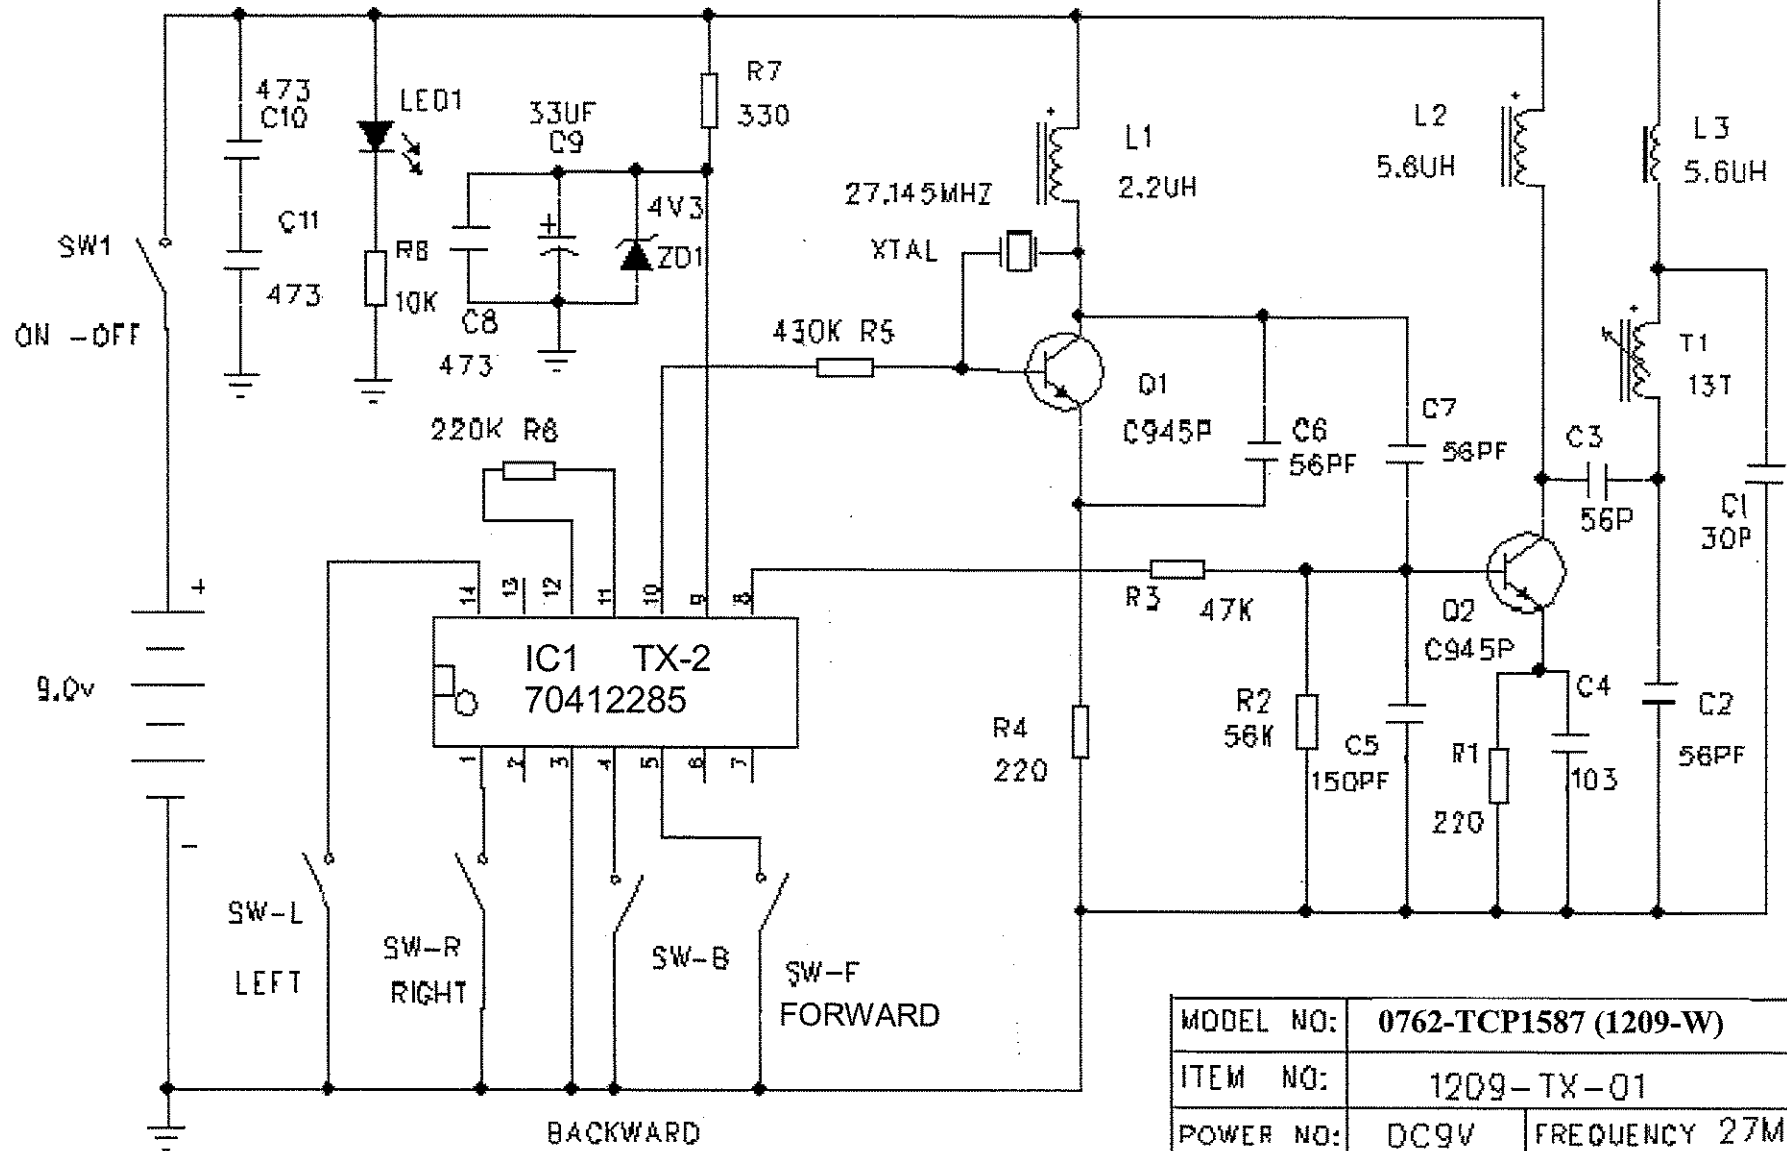 473
C10
LED1
33UF
C9
R7
330
L1
2.2UH
L2
5.6UH
L3
5.6UH
27.145MHZ
XTAL
SW1
ON -OFF
C11
473
R8
10K
C8
473
4V3
ZD1
430K R5
Q1
C945P
C6
56PF
C7
56PF
T1
13T
C3
56P
C1
30P
220K R6
14
13
12
11
10
9
8
R3
47K
Q2
C945P
IC1 TX-2
70412285
+
9.0v
−
1
2
3
4
5
6
7
R4
220
R2
56K
C5
150PF
R1
220
C4
103
C2
56PF
SW-L
LEFT
SW-R
RIGHT
SW-B
SW-F
FORWARD
BACKWARD
MODEL NO: 0762-TCP1587 (1209-W)
ITEM NO: 1209-TX-01
POWER NO: DC9V FREQUENCY 27M